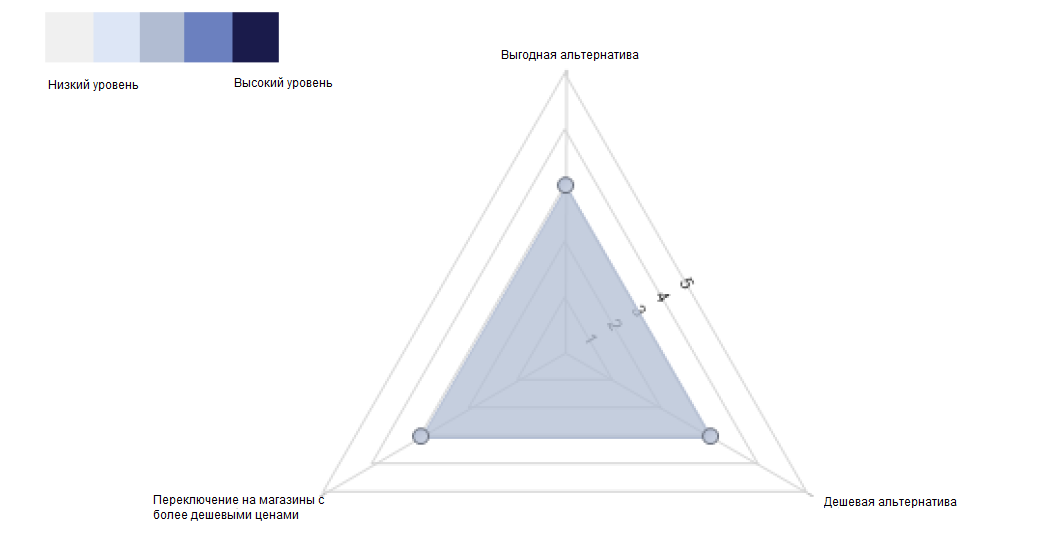 Низкий уровень
Высокий уровень
Выгодная альтернатива
5
4
3
2
1
Переключение на магазины с
более дешевыми ценами
Дешевая альтернатива